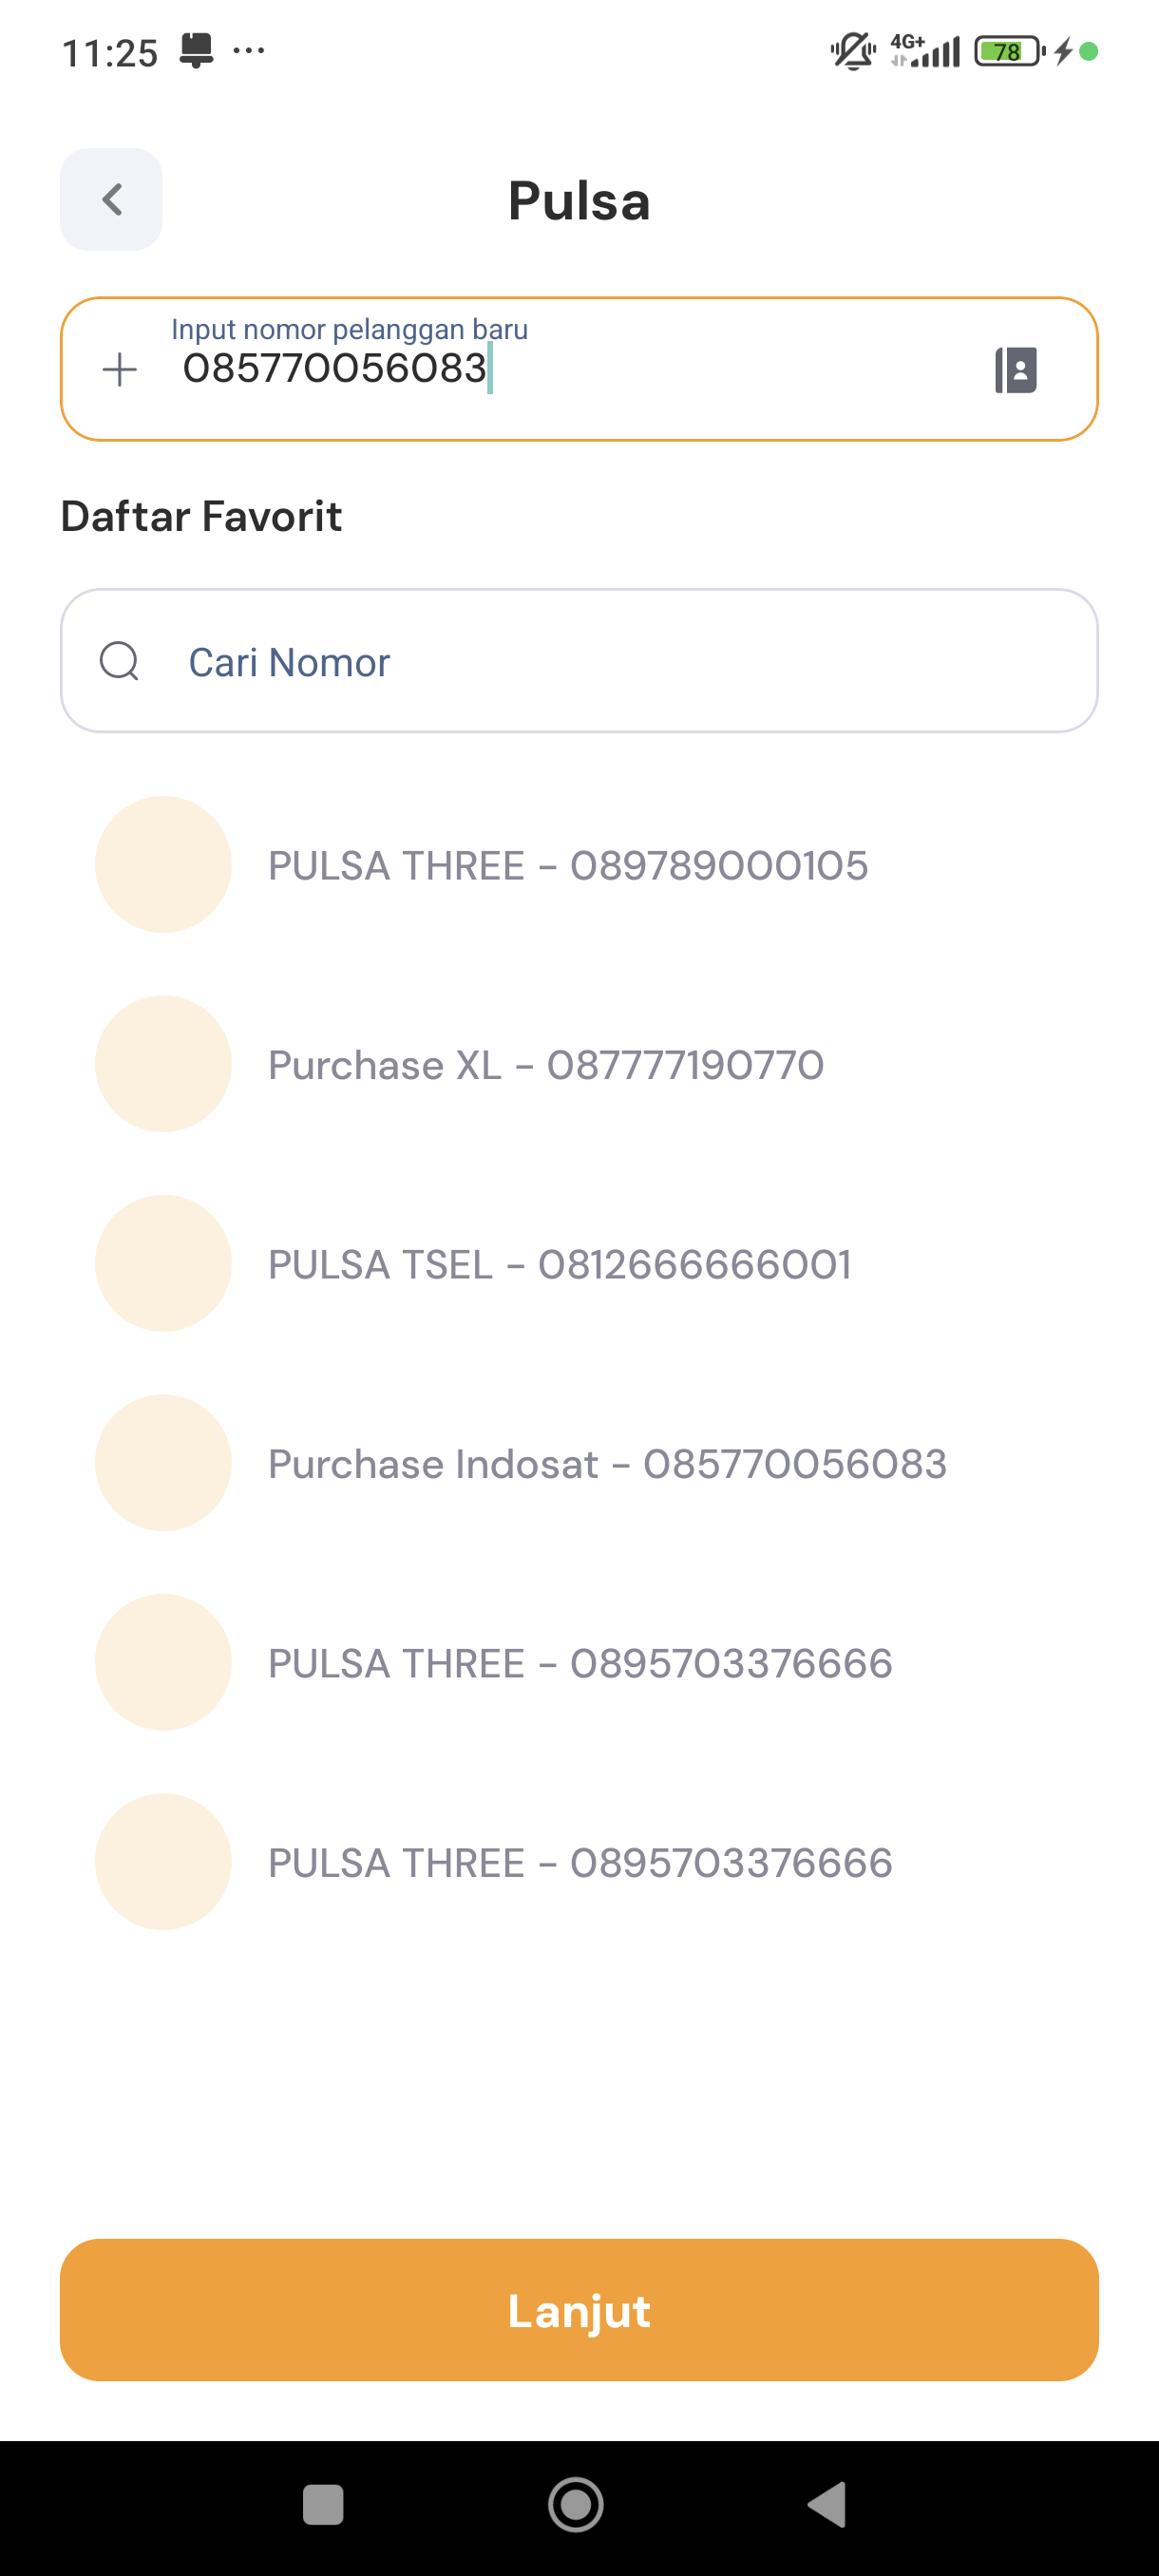 11:25
4G+
78
Pulsa
Input nomor pelanggan baru
085770056083
Daftar Favorit
Cari Nomor
PULSA THREE - 089789000105
Purchase XL - 087777190770
PULSA TSEL - 0812666666001
Purchase Indosat - 085770056083
PULSA THREE - 0895703376666
PULSA THREE - 0895703376666
Lanjut